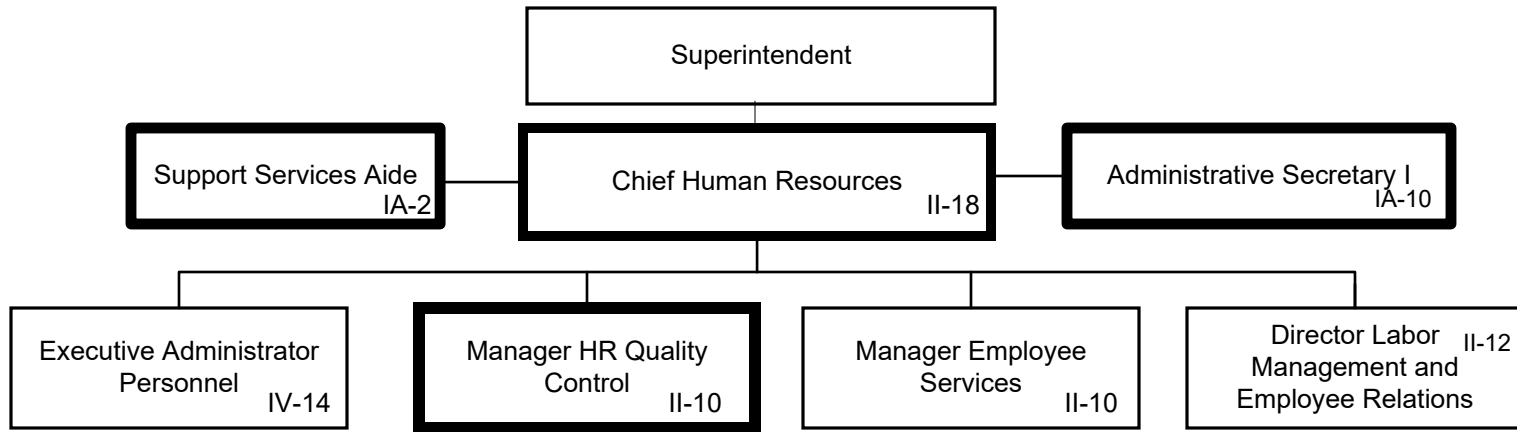 Superintendent
Support Services Aide
IA-2
Chief Human Resources
II-18
Administrative Secretary I
IA-10
Executive Administrator
Personnel
IV-14
Manager HR Quality
Control
II-10
Manager Employee
Services
II-10
Director Labor
Management and
Employee Relations
II-12